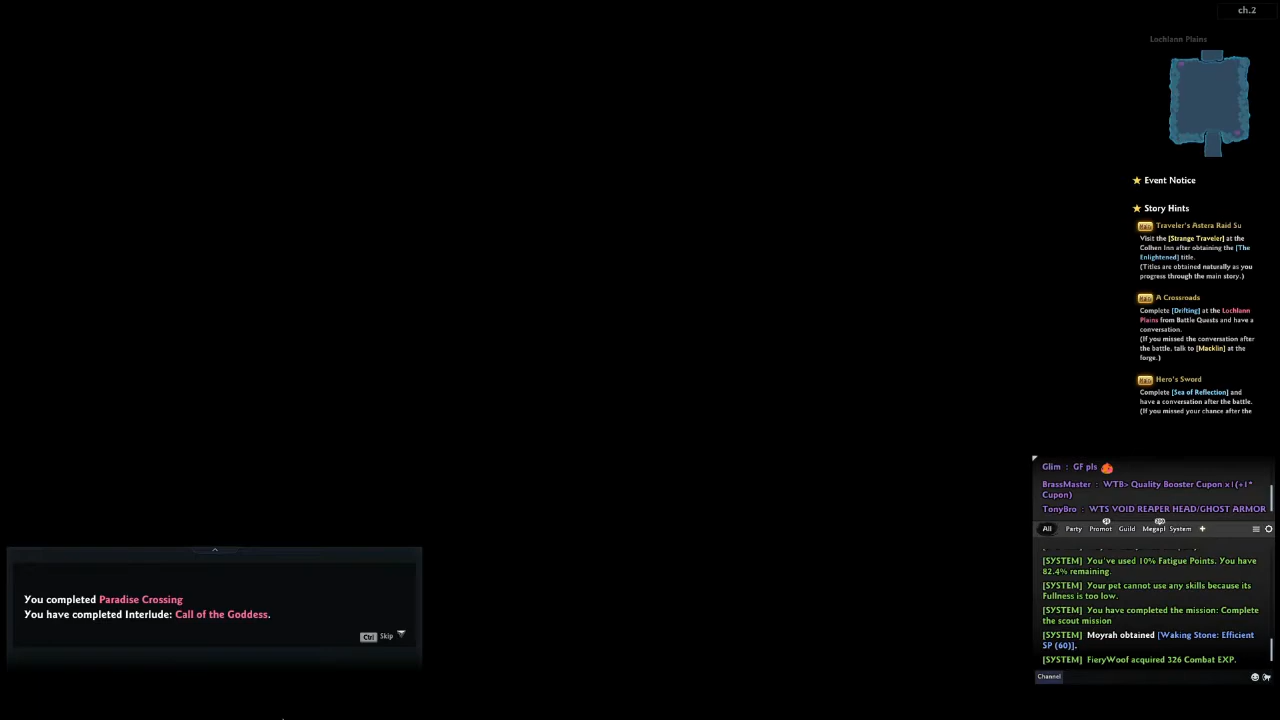 ch.2
Lochlann Plains
Event Notice
Story Hints
Main Traveler's Astera Raid Su
Visit the [Strange Traveler] at the
Colhen Inn after obtaining the [The
Enlightened] title.
(Titles are obtained naturally as you
progress through the main story.)
Main A Crossroads
Complete [Drifting] at the Lochlann
Plains from Battle Quests and have a
conversation.
(If you missed the conversation after
the battle, talk to [Macklin] at the
forge.)
Main Hero's Sword
Complete [Sea of Reflection] and
have a conversation after the battle.
(If you missed your chance after the
Glim : GF pls
BrassMaster : WTB> Quality Booster Cupon x1(+1*
Cupon)
TonyBro : WTS VOID REAPER HEAD/GHOST ARMOR
All Party Promot Guild Megapl System +
[SYSTEM] You've used 10% Fatigue Points. You have
82.4% remaining.
[SYSTEM] Your pet cannot use any skills because its
Fullness is too low.
[SYSTEM] You have completed the mission: Complete
the scout mission
[SYSTEM] Moyrah obtained [Waking Stone: Efficient
SP (60)].
[SYSTEM] FieryWoof acquired 326 Combat EXP.
Channel
You completed Paradise Crossing
You have completed Interlude: Call of the Goddess.
Ctrl Skip